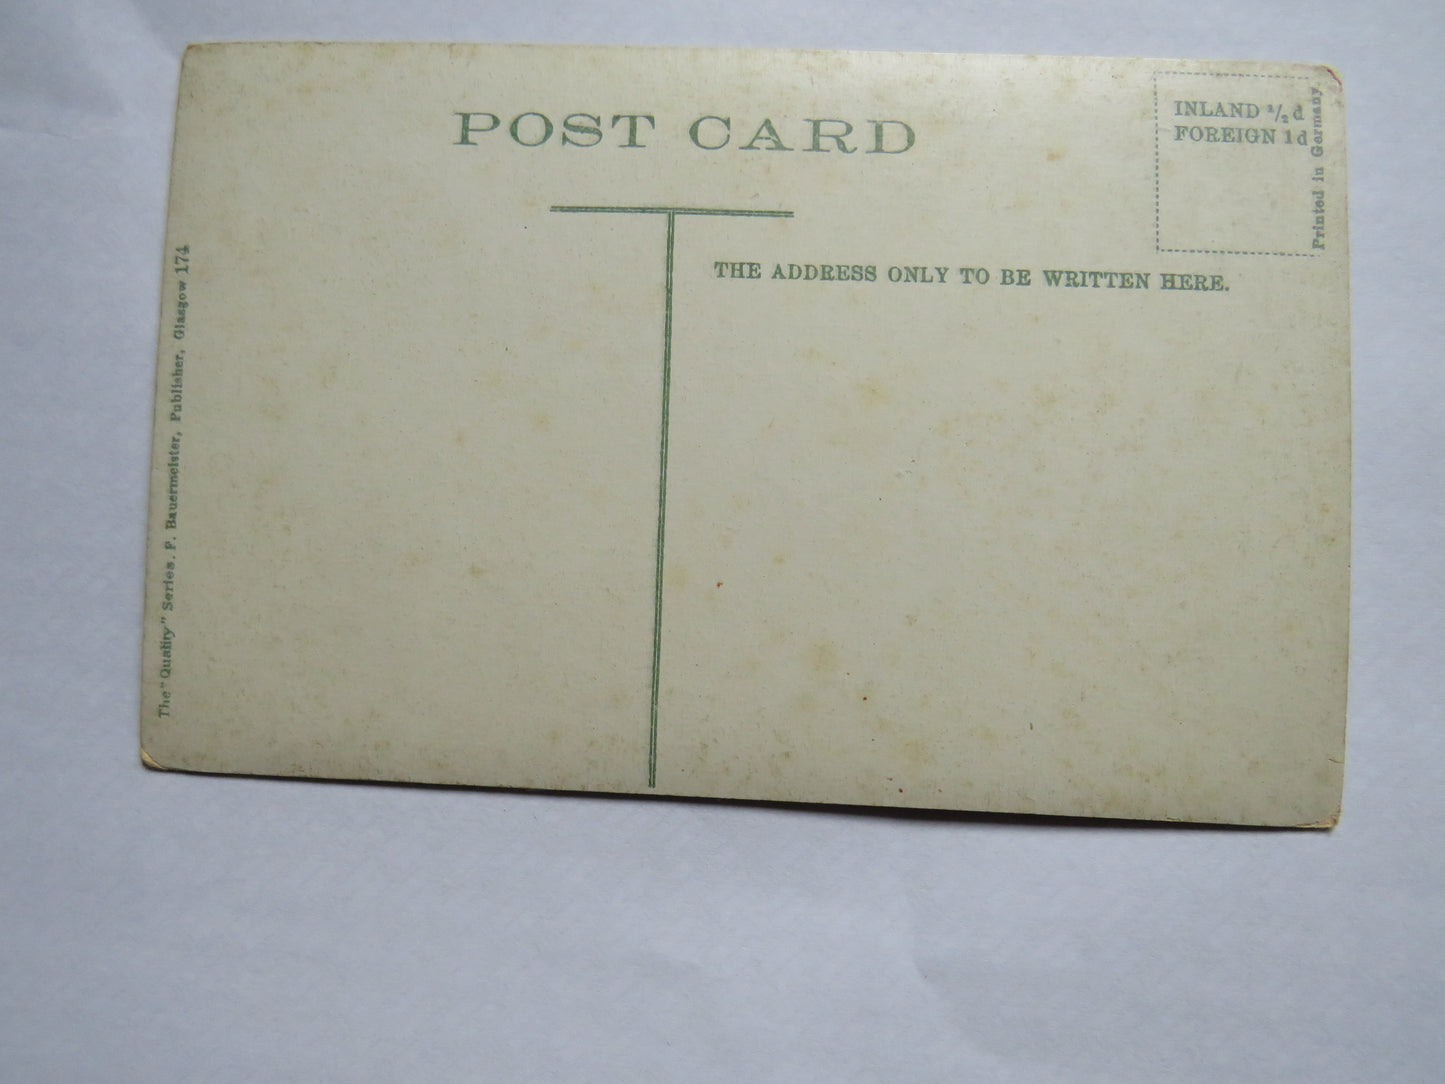 POST CARD
INLAND ½ d
FOREIGN 1d
Printed in Germany.
THE ADDRESS ONLY TO BE WRITTEN HERE.
The "Quality" Series. P. Bauermeister, Publisher, Glasgow 174